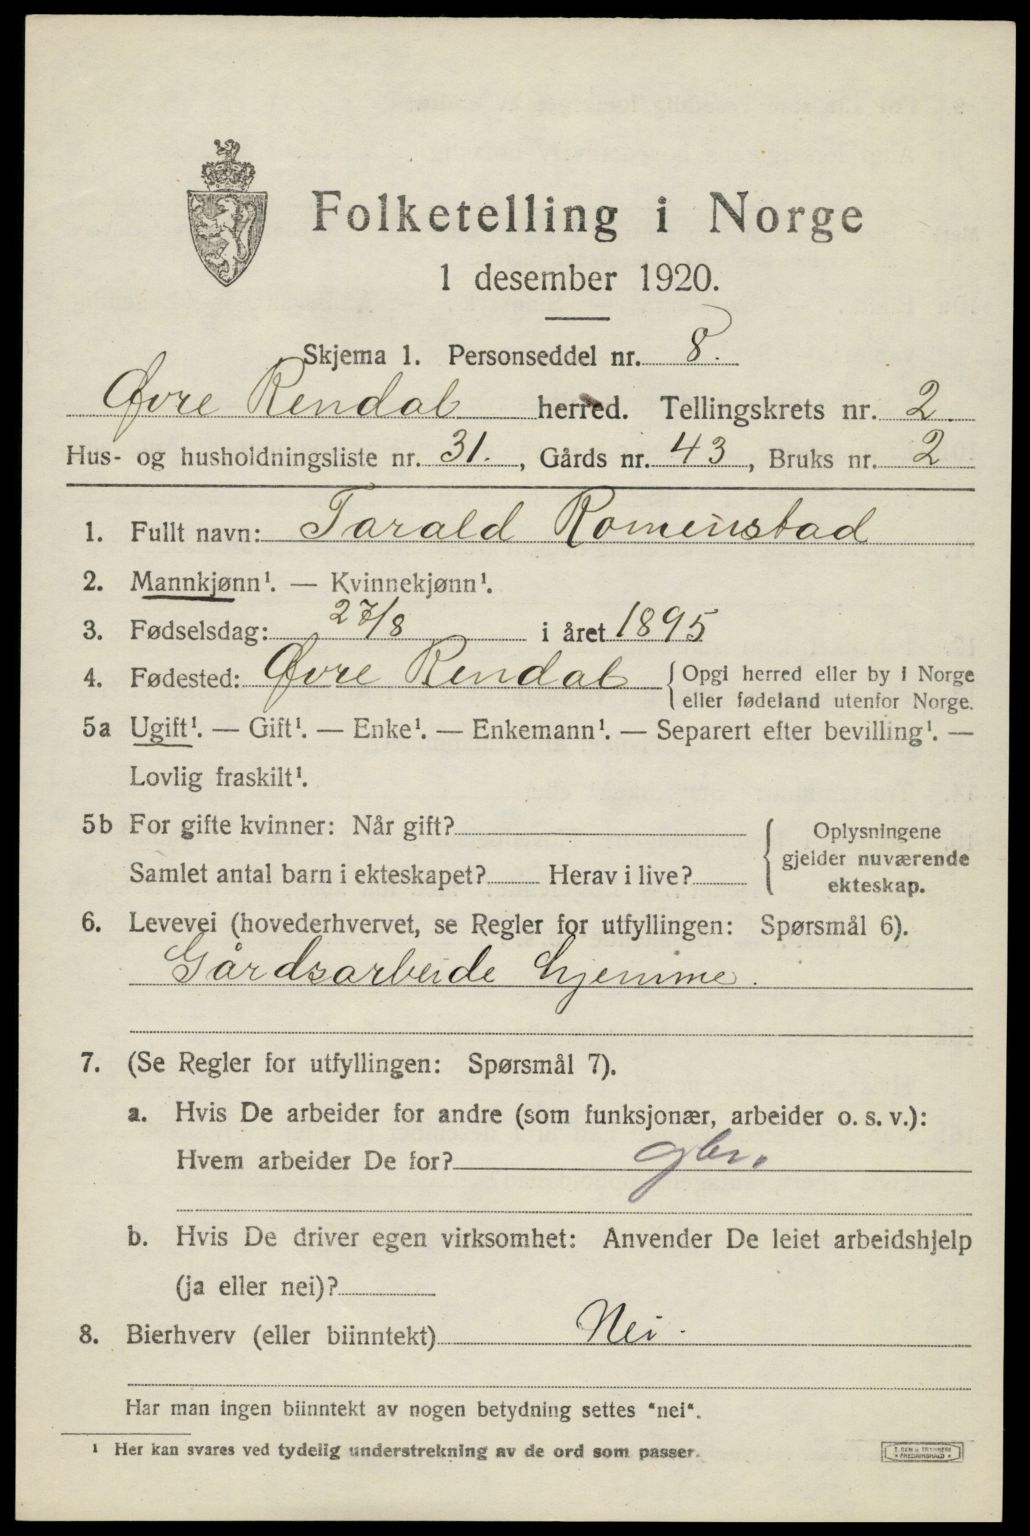 Folketelling i Norge
1 desember 1920.
Skjema 1. Personseddel nr. 8.
Øvre Rendal herred. Tellingskrets nr. 2.
Hus- og husholdningsliste nr. 31., Gårds nr. 43, Bruks nr. 2
1. Fullt navn: Tarald Romenstad
2. Mannkjønn¹. — Kvinnekjønn¹.
3. Fødselsdag: 27/8 i året 1895
4. Fødested: Øvre Rendal {Opgi herred eller by i Norge
eller fødeland utenfor Norge.
5a Ugift¹. — Gift¹. — Enke¹. — Enkemann¹. — Separert efter bevilling¹. —
Lovlig fraskilt¹.
5b For gifte kvinner: Når gift?
Samlet antal barn i ekteskapet? Herav i live?
{Oplysningene
gjelder nuværende
ekteskap.
6. Levevei (hovederhvervet, se Regler for utfyllingen: Spørsmål 6).
Gårdsarbeide hjemme.
7. (Se Regler for utfyllingen: Spørsmål 7).
a. Hvis De arbeider for andre (som funksjonær, arbeider o. s. v.):
Hvem arbeider De for? gbr.
b. Hvis De driver egen virksomhet: Anvender De leiet arbeidshjelp
(ja eller nei)?
8. Bierhverv (eller biinntekt) Nei.
Har man ingen biinntekt av nogen betydning settes "nei".
¹ Her kan svares ved tydelig understrekning av de ord som passer.